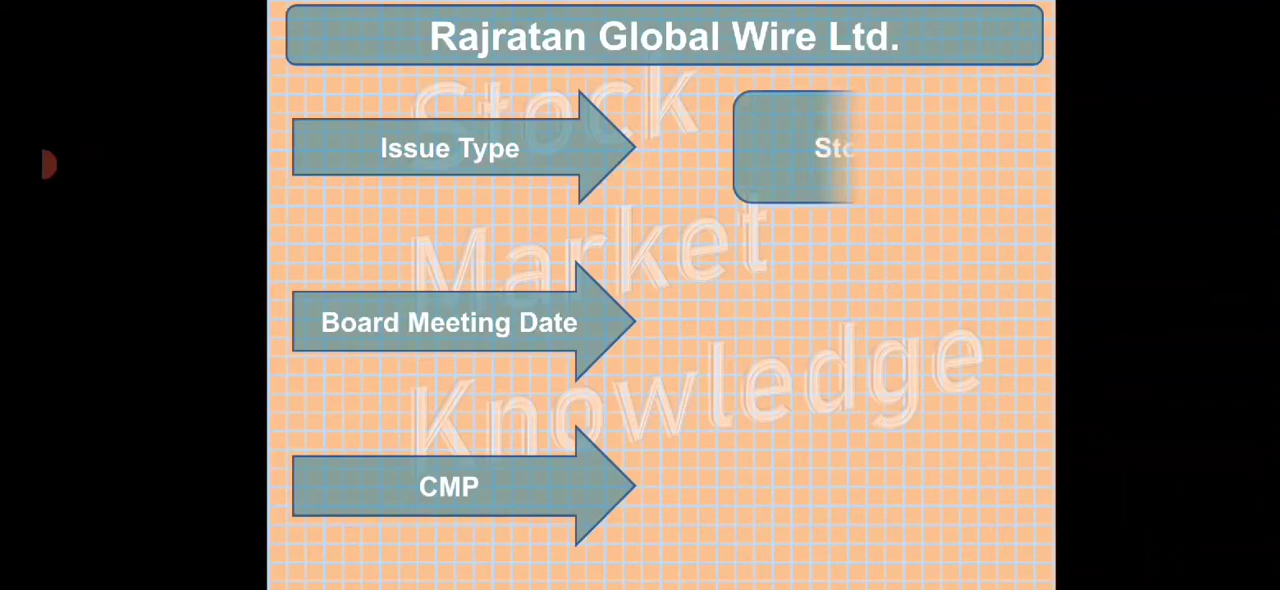 Rajratan Global Wire Ltd.
Stock
Issue Type
Market
Board Meeting Date
Knowledge
CMP